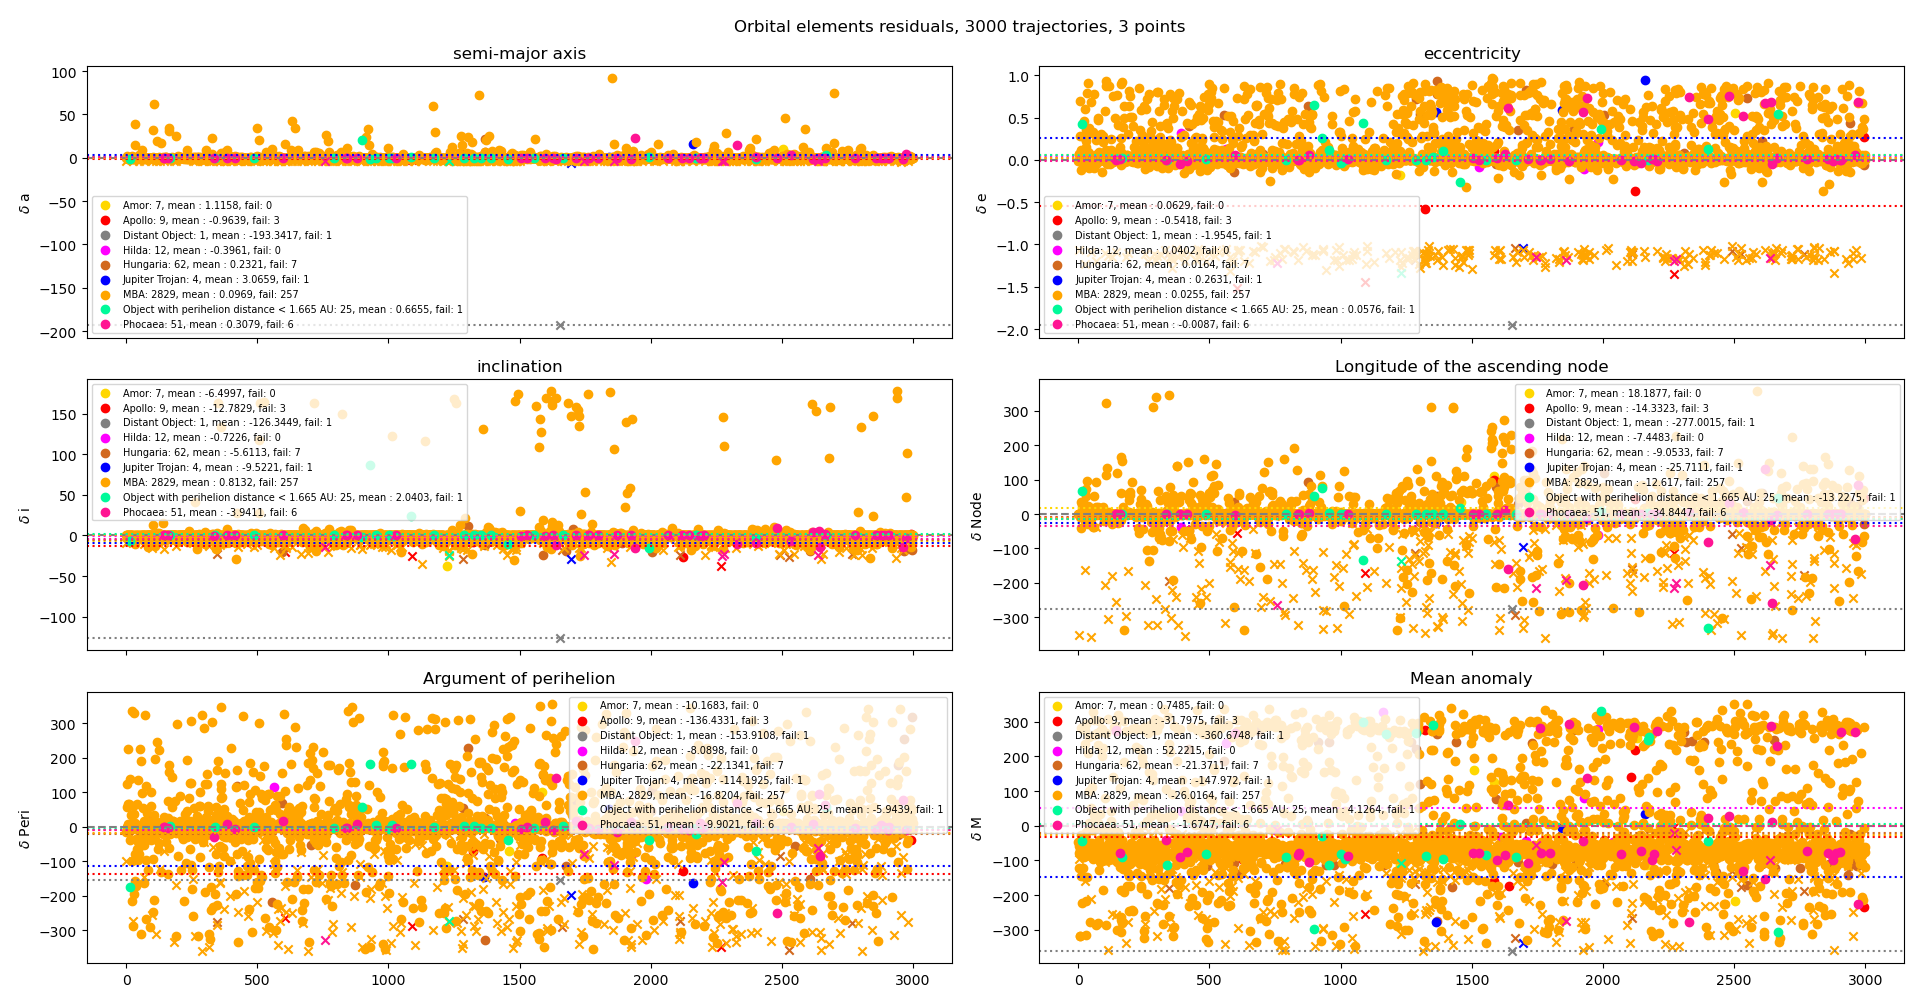 Orbital elements residuals, 3000 trajectories, 3 points
semi-major axis
100
50
0
−50
−100
−150
−200
δ a
Amor: 7, mean : 1.1158, fail: 0
Apollo: 9, mean : -0.9639, fail: 3
Distant Object: 1, mean : -193.3417, fail: 1
Hilda: 12, mean : -0.3961, fail: 0
Hungaria: 62, mean : 0.2321, fail: 7
Jupiter Trojan: 4, mean : 3.0659, fail: 1
MBA: 2829, mean : 0.0969, fail: 257
Object with perihelion distance < 1.665 AU: 25, mean : 0.6655, fail: 1
Phocaea: 51, mean : 0.3079, fail: 6
eccentricity
1.0
0.5
0.0
−0.5
−1.0
−1.5
−2.0
δ e
Amor: 7, mean : 0.0629, fail: 0
Apollo: 9, mean : -0.5418, fail: 3
Distant Object: 1, mean : -1.9545, fail: 1
Hilda: 12, mean : 0.0402, fail: 0
Hungaria: 62, mean : 0.0164, fail: 7
Jupiter Trojan: 4, mean : 0.2631, fail: 1
MBA: 2829, mean : 0.0255, fail: 257
Object with perihelion distance < 1.665 AU: 25, mean : 0.0576, fail: 1
Phocaea: 51, mean : -0.0087, fail: 6
inclination
150
100
50
0
−50
−100
δ i
Amor: 7, mean : -6.4997, fail: 0
Apollo: 9, mean : -12.7829, fail: 3
Distant Object: 1, mean : -126.3449, fail: 1
Hilda: 12, mean : -0.7226, fail: 0
Hungaria: 62, mean : -5.6113, fail: 7
Jupiter Trojan: 4, mean : -9.5221, fail: 1
MBA: 2829, mean : 0.8132, fail: 257
Object with perihelion distance < 1.665 AU: 25, mean : 2.0403, fail: 1
Phocaea: 51, mean : -3.9411, fail: 6
Longitude of the ascending node
300
200
100
0
−100
−200
−300
δ Node
Amor: 7, mean : 18.1877, fail: 0
Apollo: 9, mean : -14.3323, fail: 3
Distant Object: 1, mean : -277.0015, fail: 1
Hilda: 12, mean : -7.4483, fail: 0
Hungaria: 62, mean : -9.0533, fail: 7
Jupiter Trojan: 4, mean : -25.7111, fail: 1
MBA: 2829, mean : -12.617, fail: 257
Object with perihelion distance < 1.665 AU: 25, mean : -13.2275, fail: 1
Phocaea: 51, mean : -34.8447, fail: 6
Argument of perihelion
300
200
100
0
−100
−200
−300
δ Peri
Amor: 7, mean : -10.1683, fail: 0
Apollo: 9, mean : -136.4331, fail: 3
Distant Object: 1, mean : -153.9108, fail: 1
Hilda: 12, mean : -8.0898, fail: 0
Hungaria: 62, mean : -22.1341, fail: 7
Jupiter Trojan: 4, mean : -114.1925, fail: 1
MBA: 2829, mean : -16.8204, fail: 257
Object with perihelion distance < 1.665 AU: 25, mean : -5.9439, fail: 1
Phocaea: 51, mean : -9.9021, fail: 6
0 500 1000 1500 2000 2500 3000
Mean anomaly
300
200
100
0
−100
−200
−300
δ M
Amor: 7, mean : 0.7485, fail: 0
Apollo: 9, mean : -31.7975, fail: 3
Distant Object: 1, mean : -360.6748, fail: 1
Hilda: 12, mean : 52.2215, fail: 0
Hungaria: 62, mean : -21.3711, fail: 7
Jupiter Trojan: 4, mean : -147.972, fail: 1
MBA: 2829, mean : -26.0164, fail: 257
Object with perihelion distance < 1.665 AU: 25, mean : 4.1264, fail: 1
Phocaea: 51, mean : -1.6747, fail: 6
0 500 1000 1500 2000 2500 3000